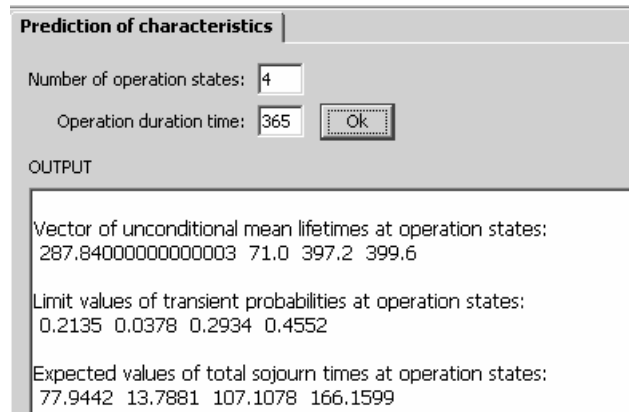 Prediction of characteristics
Number of operation states: 4
Operation duration time: 365 Ok
OUTPUT
Vector of unconditional mean lifetimes at operation states:
287.84000000000003 71.0 397.2 399.6
Limit values of transient probabilities at operation states:
0.2135 0.0378 0.2934 0.4552
Expected values of total sojourn times at operation states:
77.9442 13.7881 107.1078 166.1599